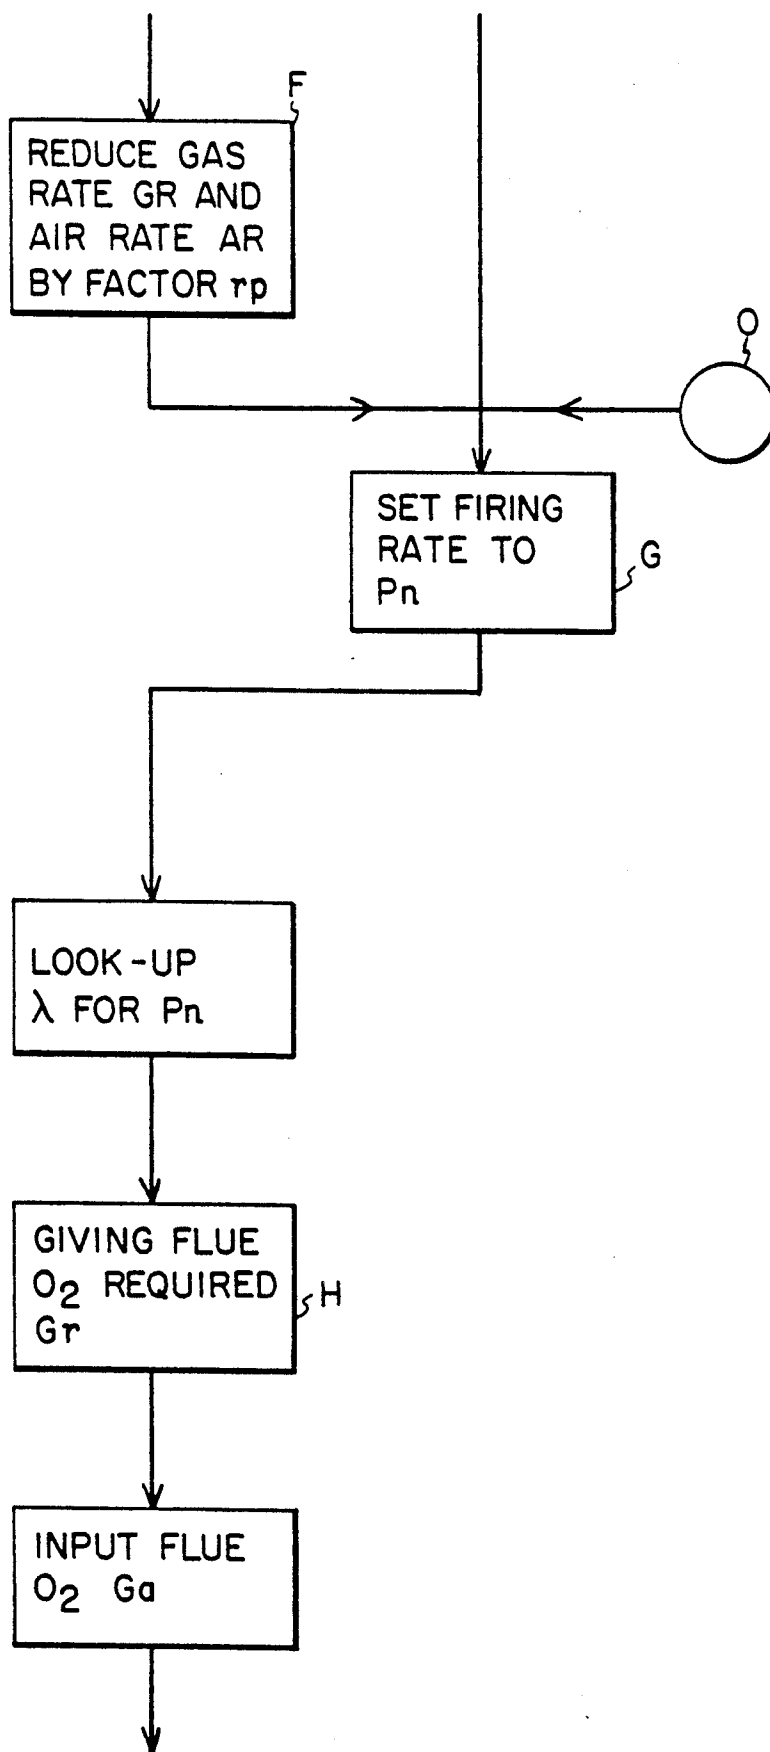 F
REDUCE GAS
RATE GR AND
AIR RATE AR
BY FACTOR rp
O
SET FIRING
RATE TO
Pn
G
LOOK-UP
λ FOR Pn
GIVING FLUE
O2 REQUIRED
Gr
H
INPUT FLUE
O2 Ga